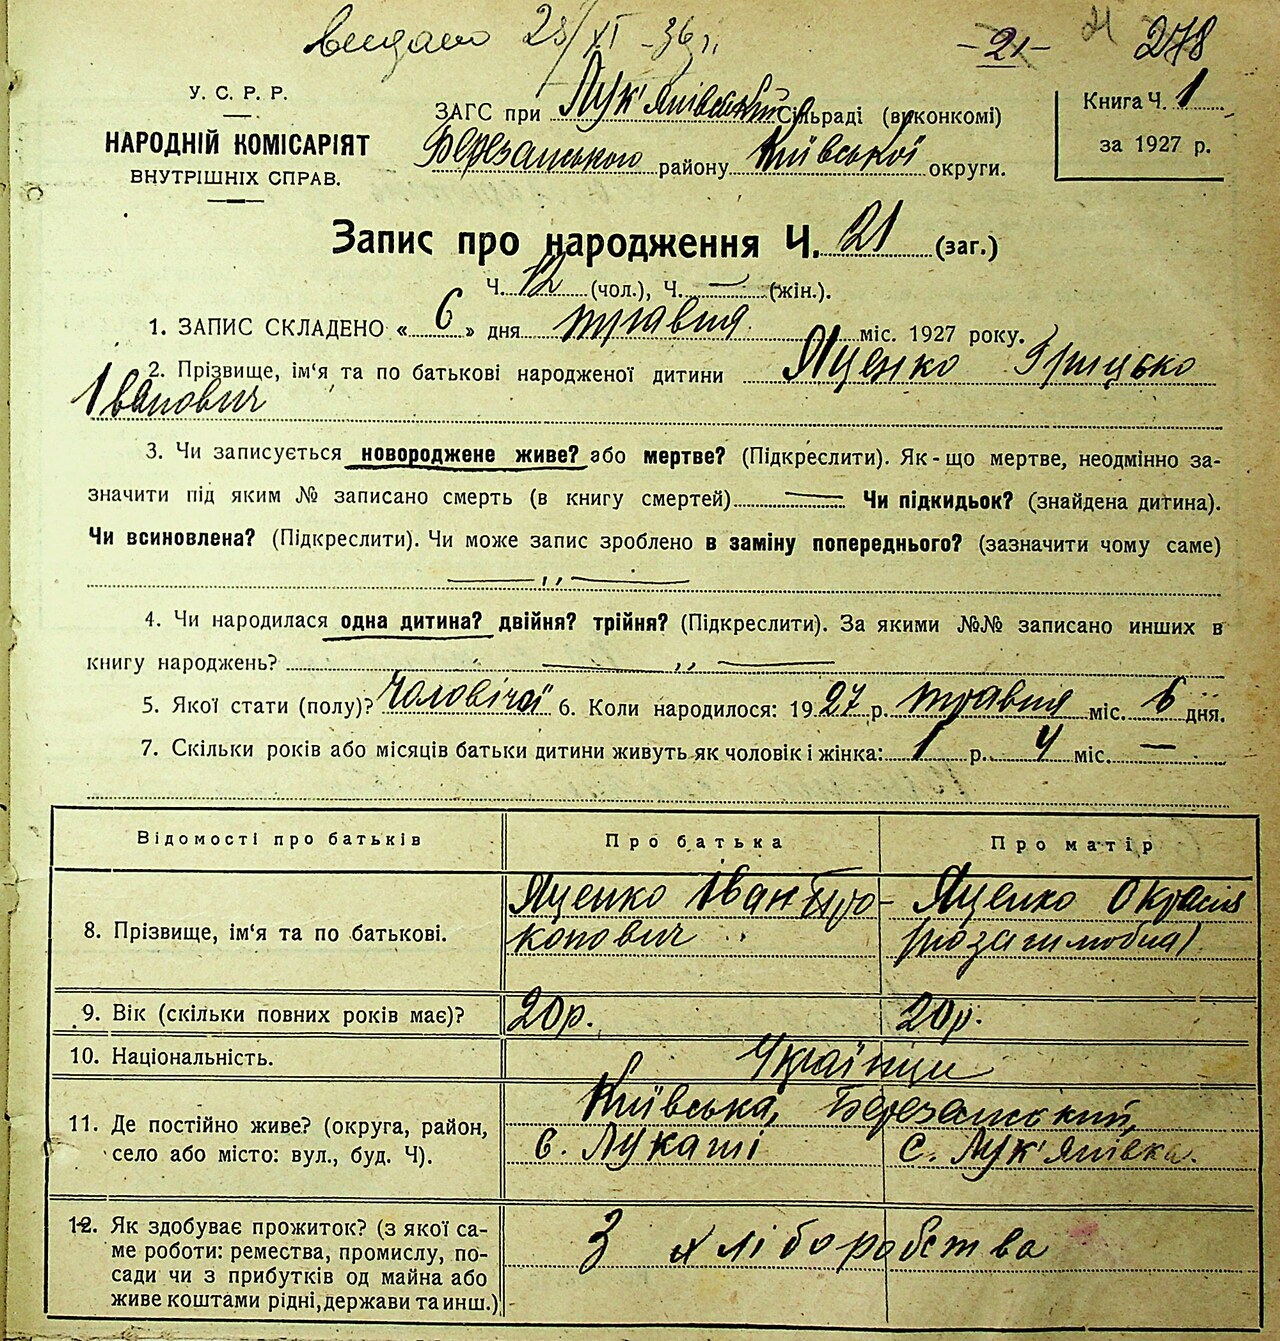 видано 25/XI -36 р.
-21- 21 278
У. С. Р. Р.
НАРОДНІЙ КОМІСАРІЯТ
ВНУТРІШНІХ СПРАВ.
ЗАГС при Лук'янівській Сільраді (виконкомі)
Березанського району Київської округи.
Книга Ч. 1
за 1927 р.
Запис про народження Ч. 21 (заг.)
Ч. 12 (чол.), Ч. — (жін.).
1. ЗАПИС СКЛАДЕНО « 6 » дня травня міс. 1927 року.
2. Прізвище, ім'я та по батькові народженої дитини Яценко Грицько
Іванович
3. Чи записується новороджене живе? або мертве? (Підкреслити). Як-що мертве, неодмінно за-
значити під яким № записано смерть (в книгу смертей) — Чи підкидьок? (знайдена дитина).
Чи всиновлена? (Підкреслити). Чи може запис зроблено в заміну попереднього? (зазначити чому саме)
— „ —
4. Чи народилася одна дитина? двійня? трійня? (Підкреслити). За якими №№ записано инших в
книгу народжень? — „ —
5. Якої стати (полу)? Чоловічої 6. Коли народилося: 1927 р. травня міс. 6 дня.
7. Скільки років або місяців батьки дитини живуть як чоловік і жінка: 1 р. 4 міс. —
Відомості про батьків Про батька Про матір
8. Прізвище, ім'я та по батькові. Яценко Іван Про- Яценко
копович
9. Вік (скільки повних років має)? 20 р. 20 р.
10. Національність. Українці
11. Де постійно живе? (округа, район, Київська, Березанський,
село або місто: вул., буд. Ч). с. Лукаші с. Лук'янівка.
12. Як здобуває прожиток? (з якої са-
ме роботи: ремества, промислу, по- З хліборобства
сади чи з прибутків од майна або
живе коштами рідні, держави та инш.)